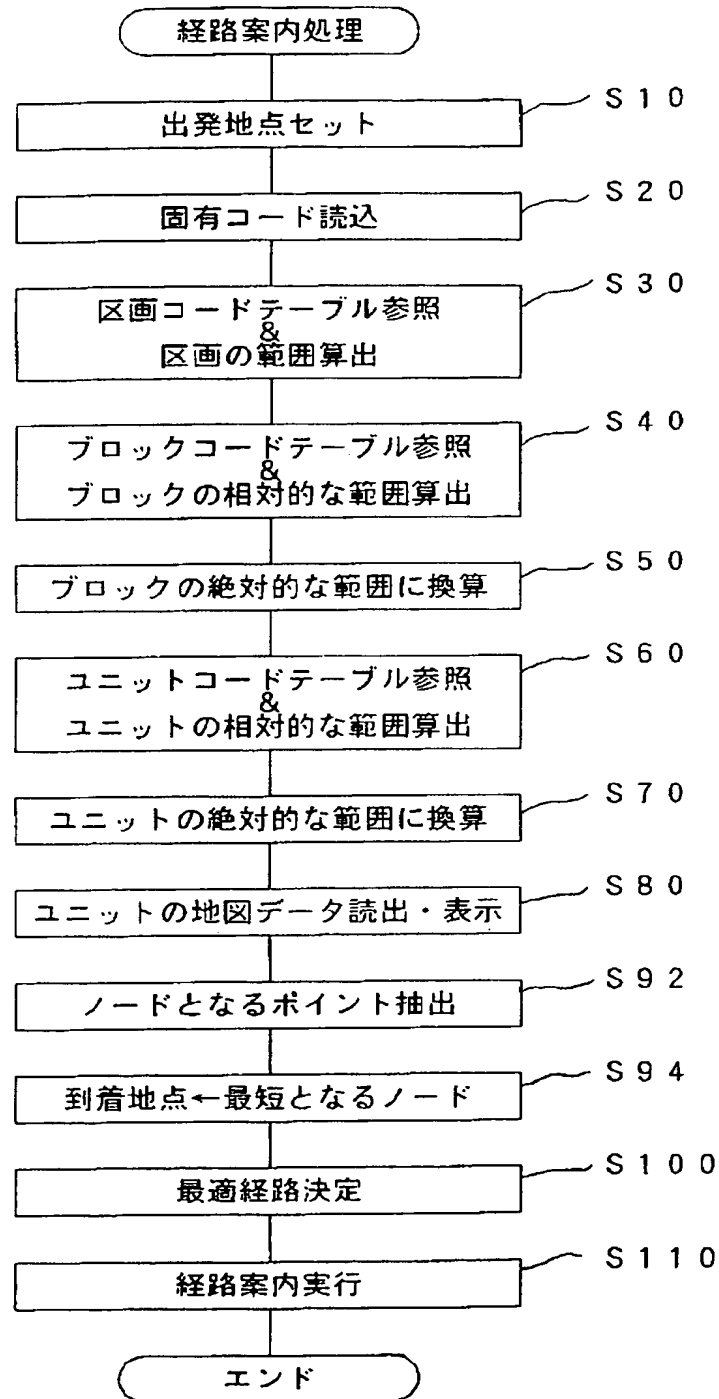 経路案内処理
S10
出発地点セット
S20
固有コード読込
S30
区画コードテーブル参照
&
区画の範囲算出
S40
ブロックコードテーブル参照
&
ブロックの相対的な範囲算出
S50
ブロックの絶対的な範囲に換算
S60
ユニットコードテーブル参照
&
ユニットの相対的な範囲算出
S70
ユニットの絶対的な範囲に換算
S80
ユニットの地図データ読出・表示
S92
ノードとなるポイント抽出
S94
到着地点←最短となるノード
S100
最適経路決定
S110
経路案内実行
エンド